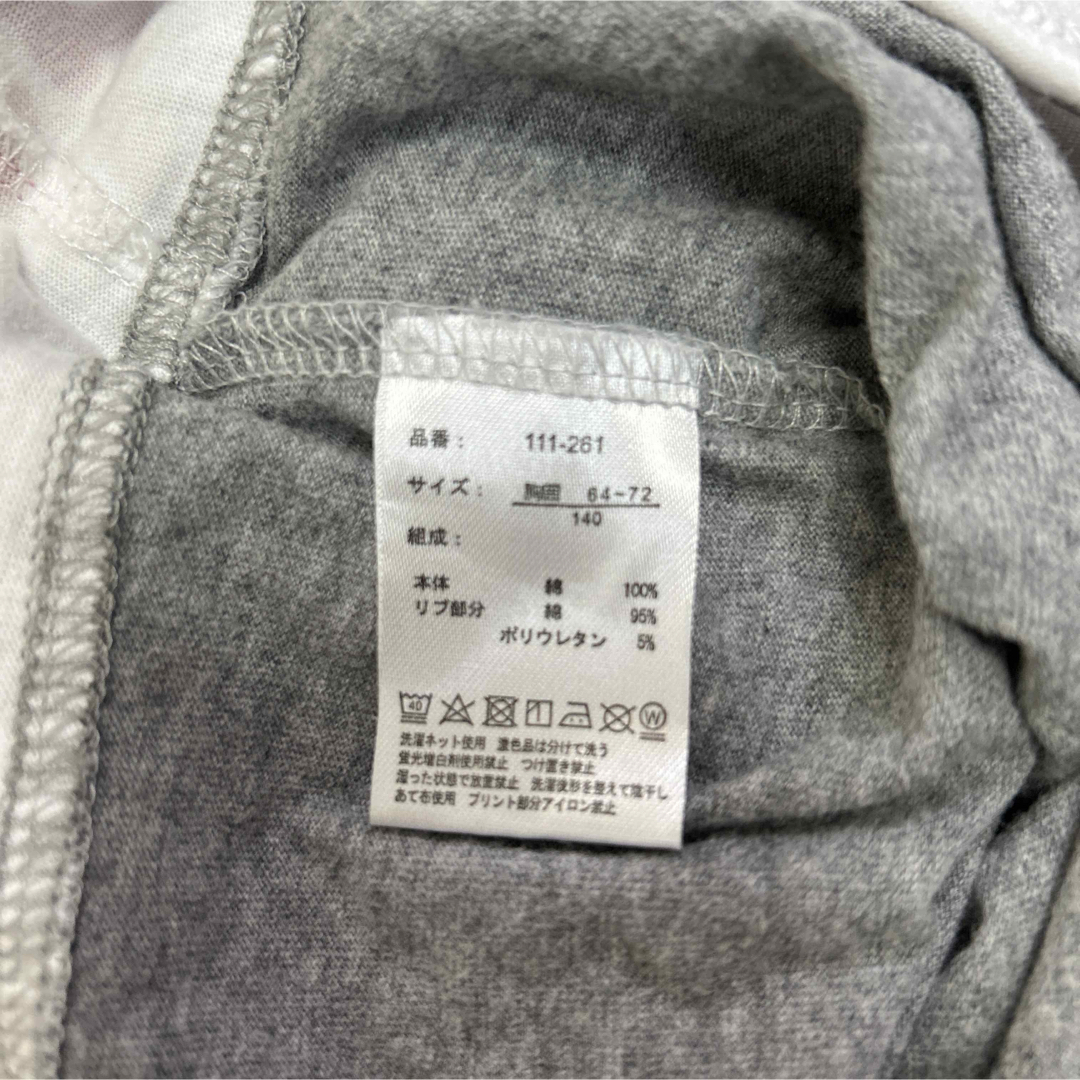 品番： 111-261
サイズ： 胸囲 64~72
140
組成：
本体 綿 100%
リブ部分 綿 95%
ポリウレタン 5%
40 W
洗濯ネット使用 濃色品は分けて洗う
蛍光増白剤使用禁止 つけ置き禁止
湿った状態で放置禁止 洗濯後形を整えて陰干し
あて布使用 プリント部分アイロン禁止